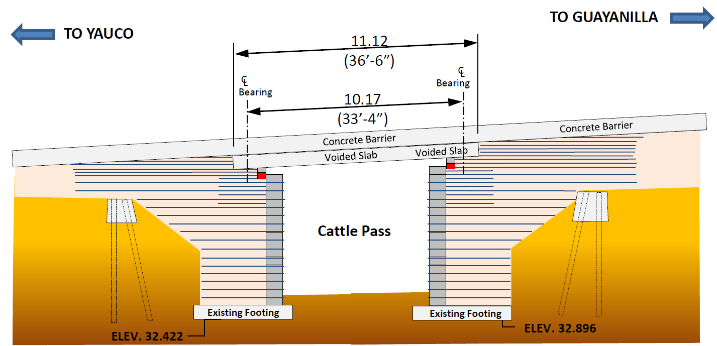 TO GUAYANILLA
TO YAUCO
11.12
(36’-6”)
℄
Bearing
℄
Bearing
10.17
(33’-4”)
Concrete Barrier
Concrete Barrier
Voided Slab
Voided Slab
Cattle Pass
Existing Footing
Existing Footing
ELEV. 32.422
ELEV. 32.896